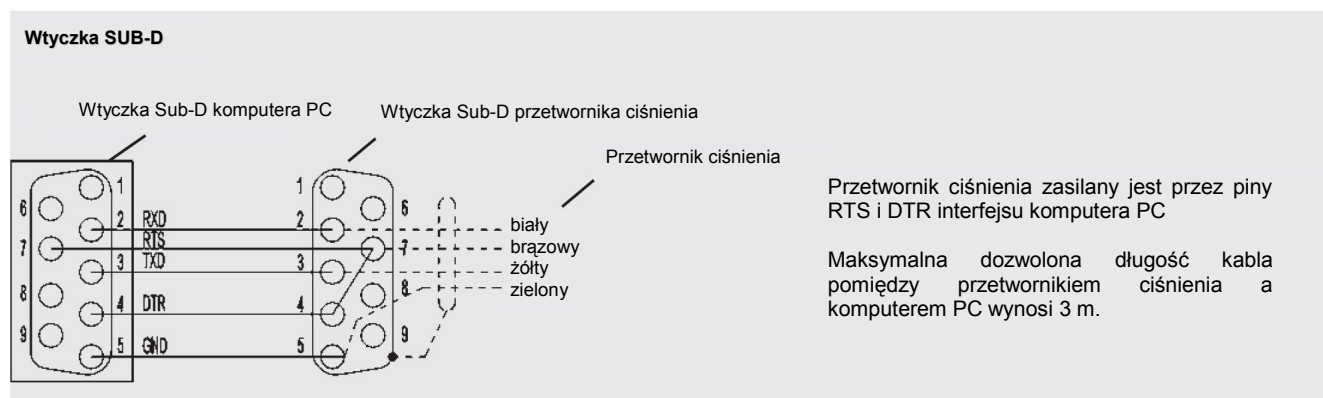 Wtyczka SUB-D
Wtyczka Sub-D komputera PC
Wtyczka Sub-D przetwornika ciśnienia
Przetwornik ciśnienia
1
6
2 RXD
7
RTS
3 TXD
8
4 DTR
9
5 GND
1
6
2
7
3
8
4
9
5
biały
brązowy
żółty
zielony
Przetwornik ciśnienia zasilany jest przez piny
RTS i DTR interfejsu komputera PC
Maksymalna dozwolona długość kabla
pomiędzy przetwornikiem ciśnienia a
komputerem PC wynosi 3 m.